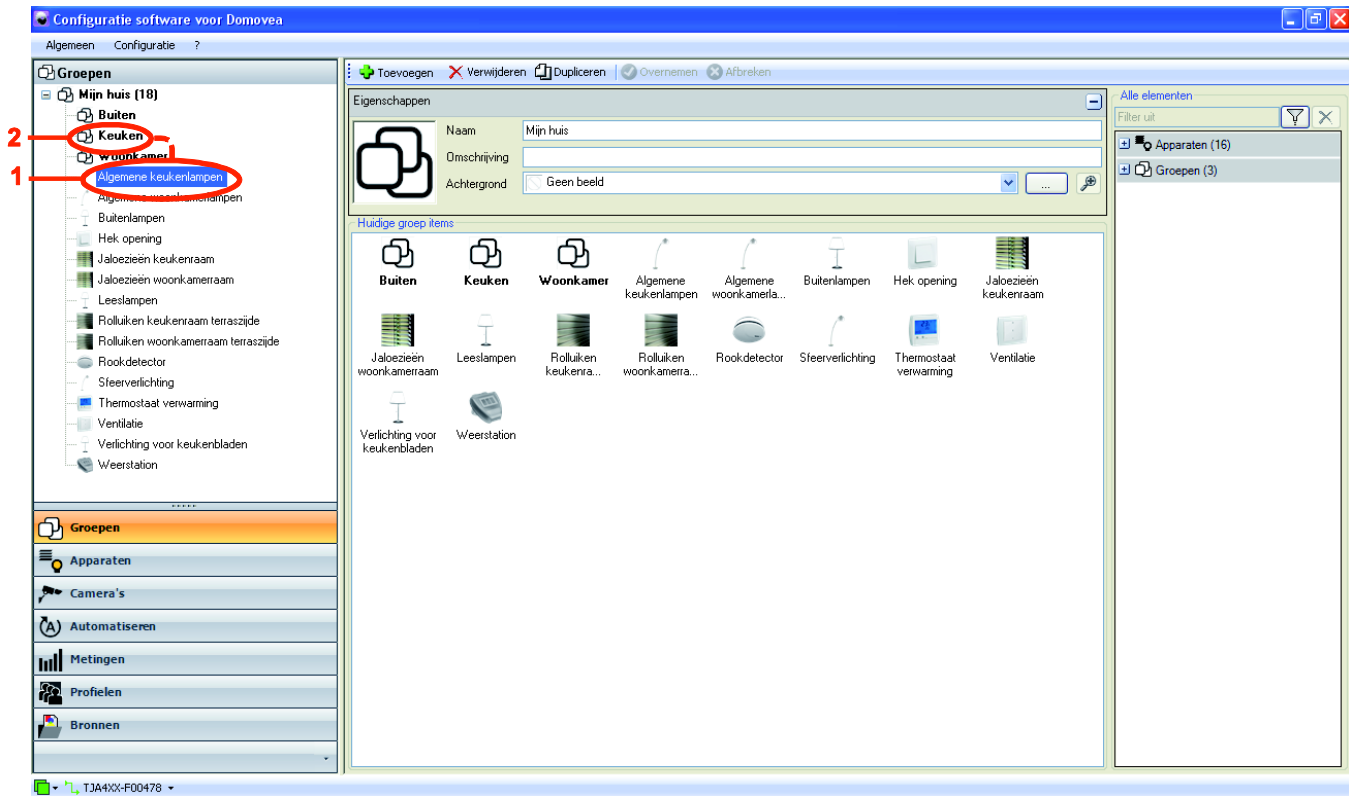 Configuratie software voor Domovea
Algemeen Configuratie ?
Groepen
Mijn huis (18)
Buiten
2
Keuken
Woonkamer
1
Algemene keukenlampen
Algemene woonkamerlampen
Buitenlampen
Hek opening
Jaloezieën keukenraam
Jaloezieën woonkamerraam
Leeslampen
Rolluiken keukenraam terraszijde
Rolluiken woonkamerraam terraszijde
Rookdetector
Sfeerverlichting
Thermostaat verwarming
Ventilatie
Verlichting voor keukenbladen
Weerstation
Groepen
Apparaten
Camera's
Automatiseren
Metingen
Profielen
Bronnen
TJA4XX-F00478
Toevoegen Verwijderen Dupliceren Overnemen Afbreken
Eigenschappen
Naam Mijn huis
Omschrijving
Achtergrond Geen beeld ...
Huidige groep items
Buiten
Keuken
Woonkamer
Algemene
keukenlampen
Algemene
woonkamerla...
Buitenlampen
Hek opening
Jaloezieën
keukenraam
Jaloezieën
woonkamerraam
Leeslampen
Rolluiken
keukenra...
Rolluiken
woonkamerra...
Rookdetector
Sfeerverlichting
Thermostaat
verwarming
Ventilatie
Verlichting voor
keukenbladen
Weerstation
Alle elementen
Filter uit
Apparaten (16)
Groepen (3)